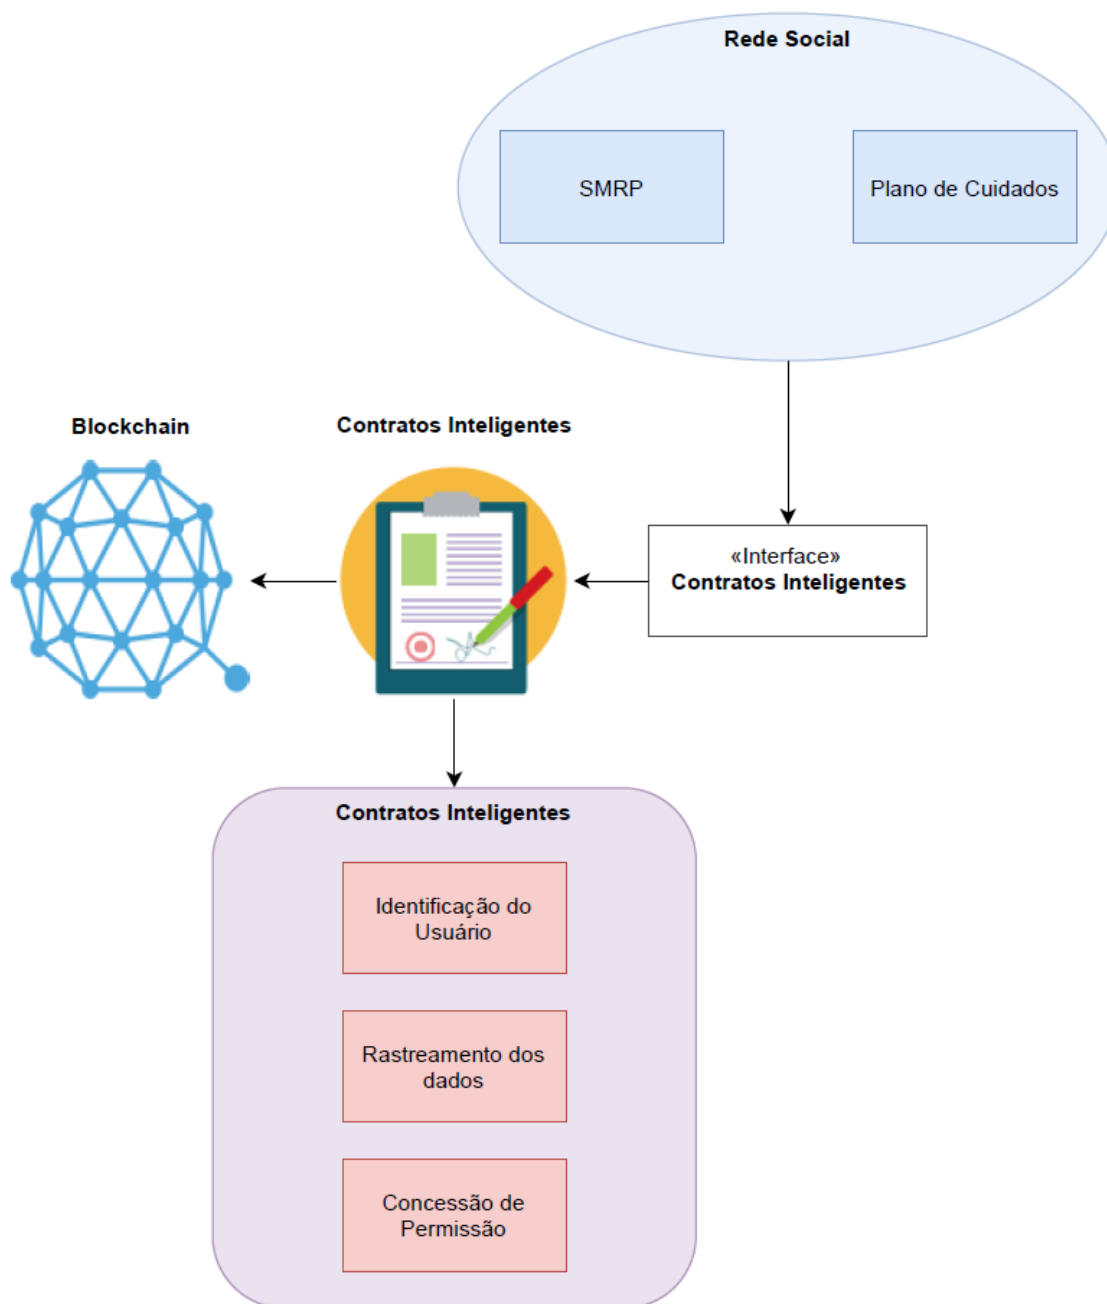 Rede Social
SMRP
Plano de Cuidados
Blockchain
Contratos Inteligentes
«Interface»
Contratos Inteligentes
Contratos Inteligentes
Identificação do
Usuário
Rastreamento dos
dados
Concessão de
Permissão